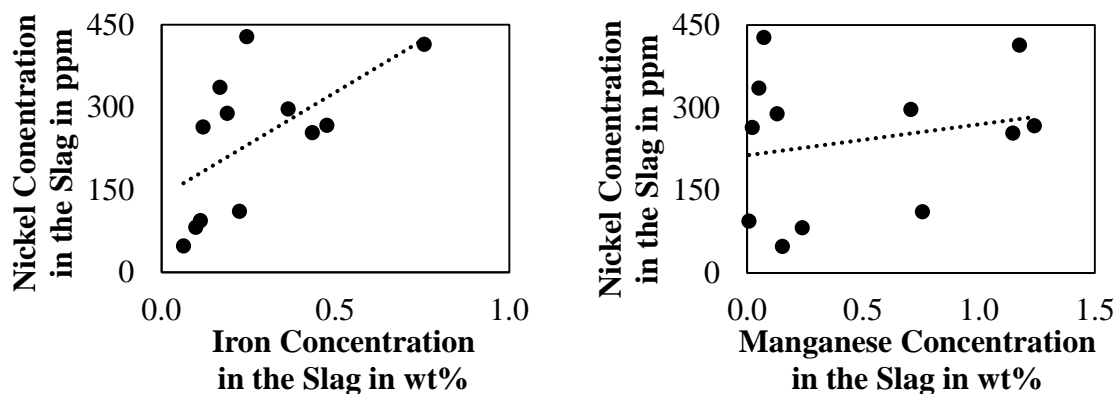 Nickel Conentration
in the Slag in ppm
450
300
150
0
0.0 0.5 1.0
Iron Concentration
in the Slag in wt%
Nickel Conentration
in the Slag in ppm
450
300
150
0
0.0 0.5 1.0 1.5
Manganese Concentration
in the Slag in wt%